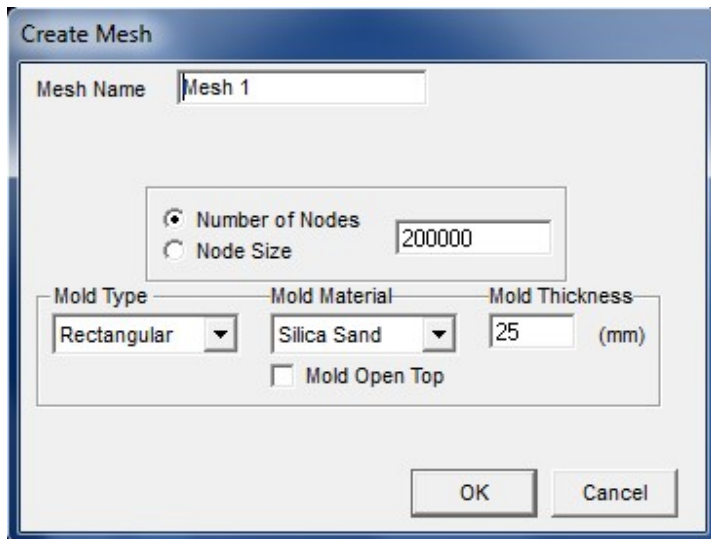 Create Mesh
Mesh Name Mesh 1
Number of Nodes
Node Size
200000
Mold Type Mold Material Mold Thickness
Rectangular Silica Sand 25 (mm)
Mold Open Top
OK Cancel